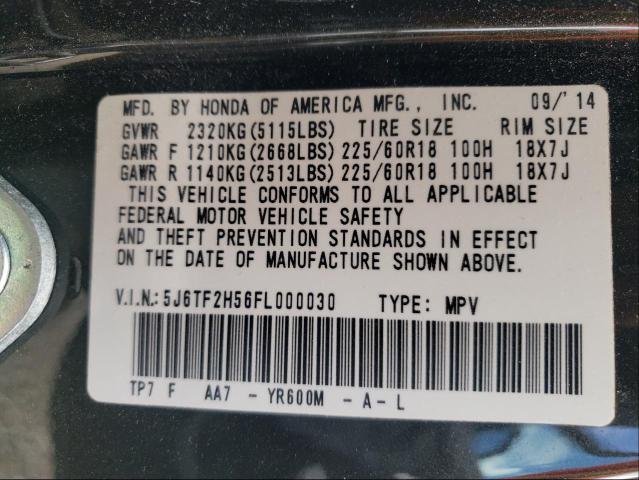 MFD. BY HONDA OF AMERICA MFG., INC. 09/'14
GVWR 2320KG(5115LBS) TIRE SIZE RIM SIZE
GAWR F 1210KG(2668LBS) 225/60R18 100H 18X7J
GAWR R 1140KG(2513LBS) 225/60R18 100H 18X7J
THIS VEHICLE CONFORMS TO ALL APPLICABLE
FEDERAL MOTOR VEHICLE SAFETY
AND THEFT PREVENTION STANDARDS IN EFFECT
ON THE DATE OF MANUFACTURE SHOWN ABOVE.
V.I.N.: 5J6TF2H56FL000030 TYPE: MPV
TP7 F AA7 - YR600M - A - L